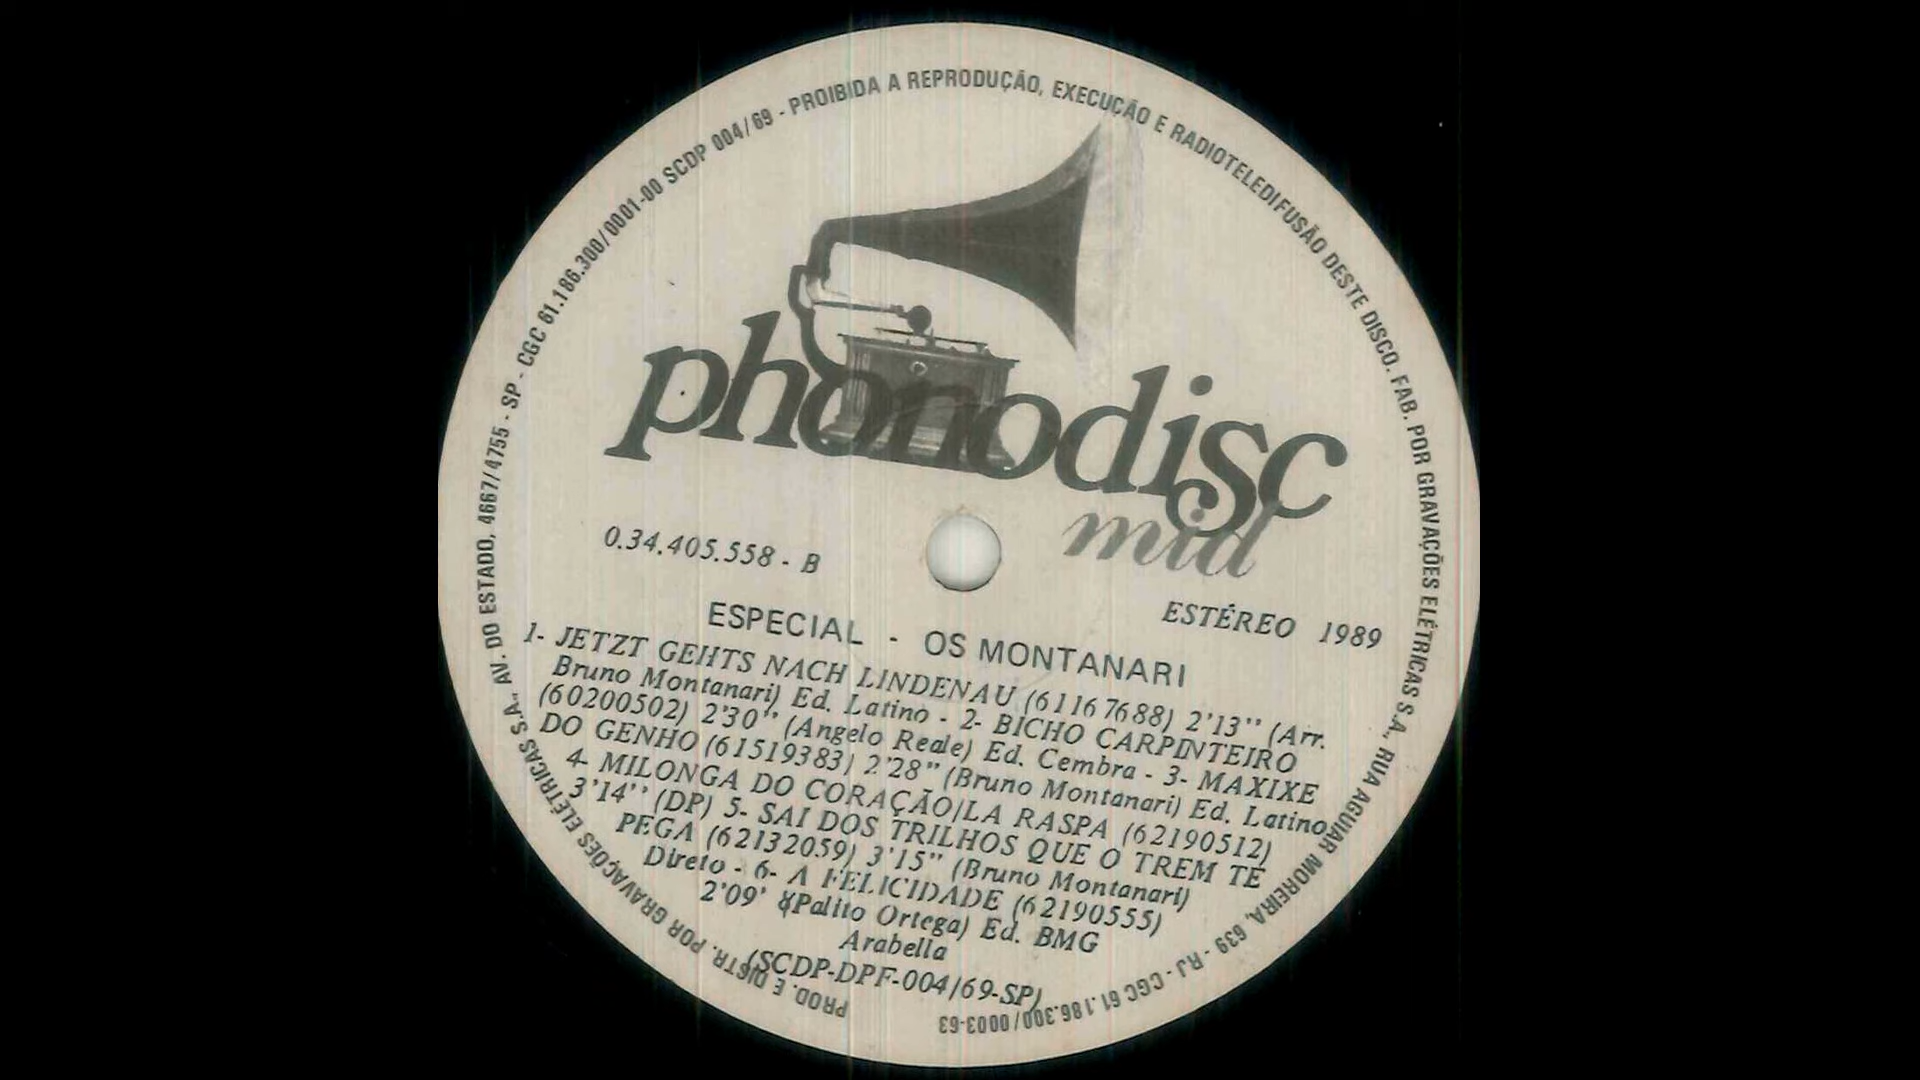 PROD. E DISTR. POR GRAVAÇÕES ELÉTRICAS S.A., AV. DO ESTADO, 4667/4755 - SP - CGC 61.186.300/0001-00 SCDP 004/69 - PROIBIDA A REPRODUÇÃO, EXECUÇÃO E RADIOTELEDIFUSÃO DESTE DISCO. FAB. POR GRAVAÇÕES ELÉTRICAS S.A., RUA AGUIAR MOREIRA, 639 - RJ - CGC 61.186.300/0003-63
phonodisc
mid
0.34.405.558 - B
ESTÉREO 1989
ESPECIAL - OS MONTANARI
1- JETZT GEHTS NACH LINDENAU (61167688) 2'13'' (Arr.
Bruno Montanari) Ed. Latino - 2- BICHO CARPINTEIRO
(60200502) 2'30'' (Angelo Reale) Ed. Cembra - 3- MAXIXE
DO GENHO (61519383) 2'28" (Bruno Montanari) Ed. Latino
4- MILONGA DO CORAÇÃO/LA RASPA (62190512)
3'14'' (DP) 5- SAI DOS TRILHOS QUE O TREM TE
PEGA (62132059) 3'15" (Bruno Montanari)
Direto - 6- A FELICIDADE (62190555)
2'09' (Palito Ortega) Ed. BMG
Arabella
(SCDP-DPF-004/69-SP)